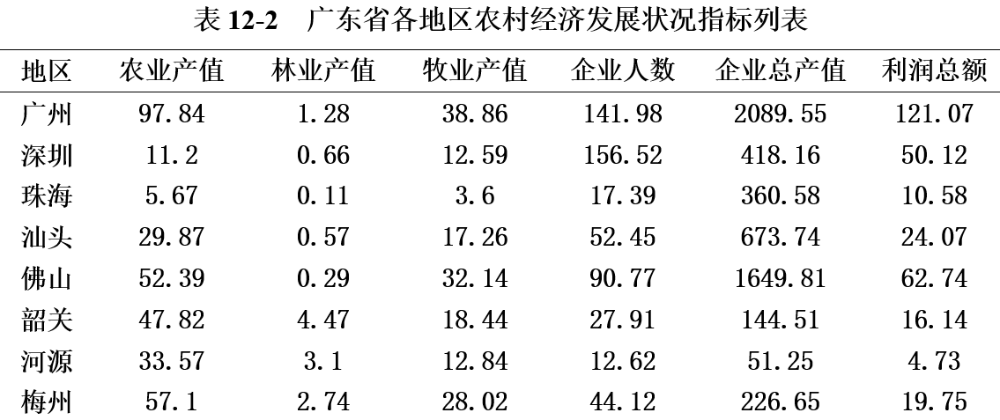 表 12-2 广东省各地区农村经济发展状况指标列表
地区 农业产值 林业产值 牧业产值 企业人数 企业总产值 利润总额
广州 97.84 1.28 38.86 141.98 2089.55 121.07
深圳 11.2 0.66 12.59 156.52 418.16 50.12
珠海 5.67 0.11 3.6 17.39 360.58 10.58
汕头 29.87 0.57 17.26 52.45 673.74 24.07
佛山 52.39 0.29 32.14 90.77 1649.81 62.74
韶关 47.82 4.47 18.44 27.91 144.51 16.14
河源 33.57 3.1 12.84 12.62 51.25 4.73
梅州 57.1 2.74 28.02 44.12 226.65 19.75